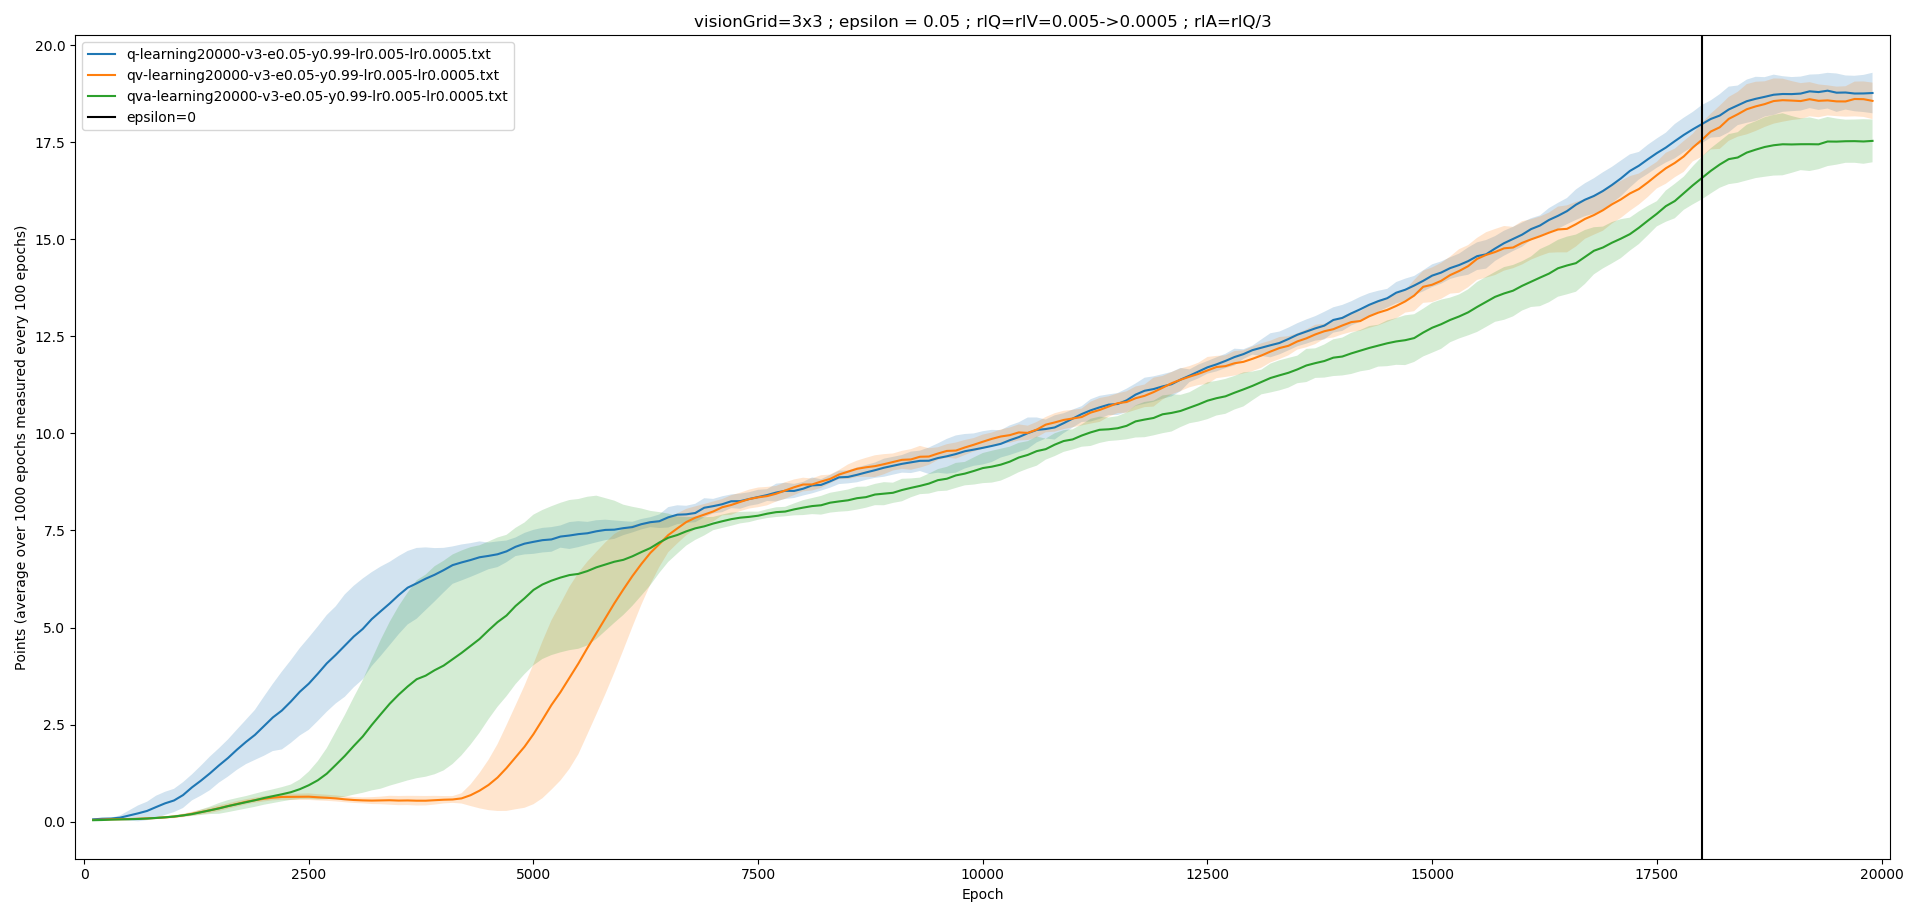 visionGrid=3x3 ; epsilon = 0.05 ; rlQ=rlV=0.005->0.0005 ; rlA=rlQ/3
q-learning20000-v3-e0.05-y0.99-lr0.005-lr0.0005.txt
qv-learning20000-v3-e0.05-y0.99-lr0.005-lr0.0005.txt
qva-learning20000-v3-e0.05-y0.99-lr0.005-lr0.0005.txt
epsilon=0
Points (average over 1000 epochs measured every 100 epochs)
20.0
17.5
15.0
12.5
10.0
7.5
5.0
2.5
0.0
0 2500 5000 7500 10000 12500 15000 17500 20000
Epoch